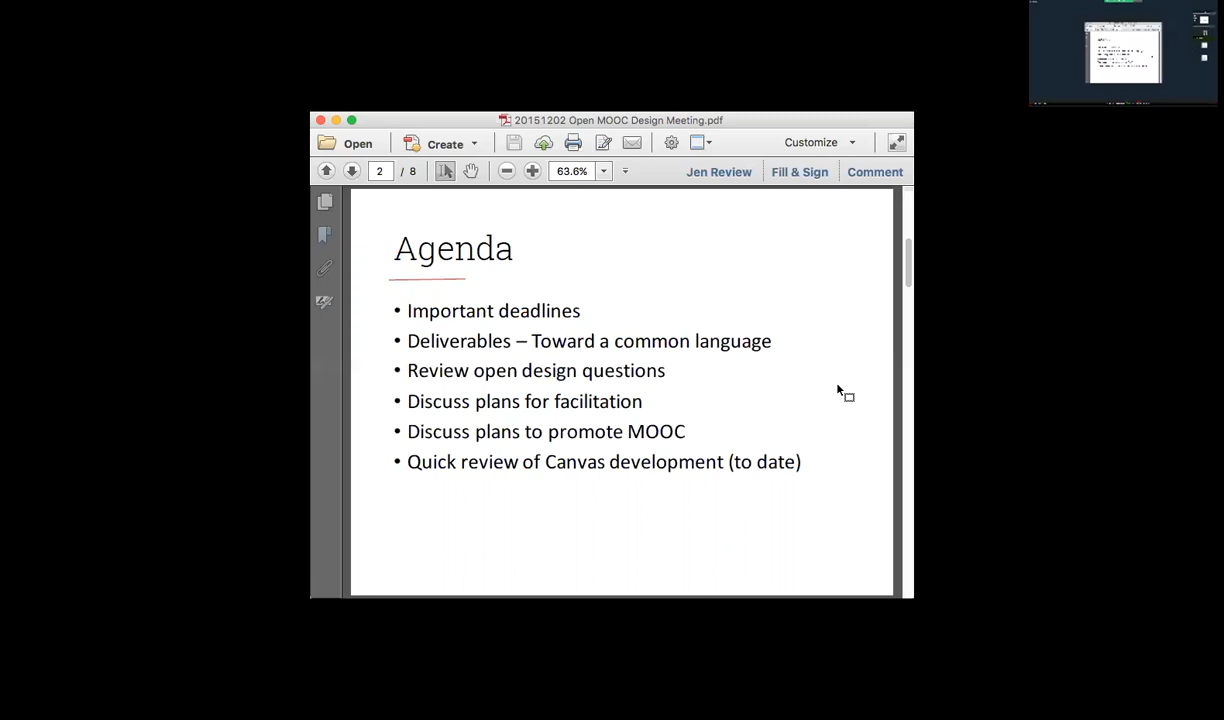 20151202 Open MOOC Design Meeting.pdf
Open
Create
Customize
2 / 8
63.6%
Jen Review
Fill & Sign
Comment
Agenda
• Important deadlines
• Deliverables – Toward a common language
• Review open design questions
• Discuss plans for facilitation
• Discuss plans to promote MOOC
• Quick review of Canvas development (to date)